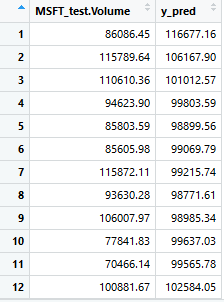 MSFT_test.Volume y_pred
1 86086.45 116677.16
2 115789.64 106167.90
3 110610.36 101012.57
4 94623.90 99803.59
5 85803.59 98899.56
6 85605.98 99069.79
7 115872.11 99215.74
8 93630.28 98771.61
9 106007.97 98985.34
10 77841.83 99637.03
11 70466.14 99565.78
12 100881.67 102584.05